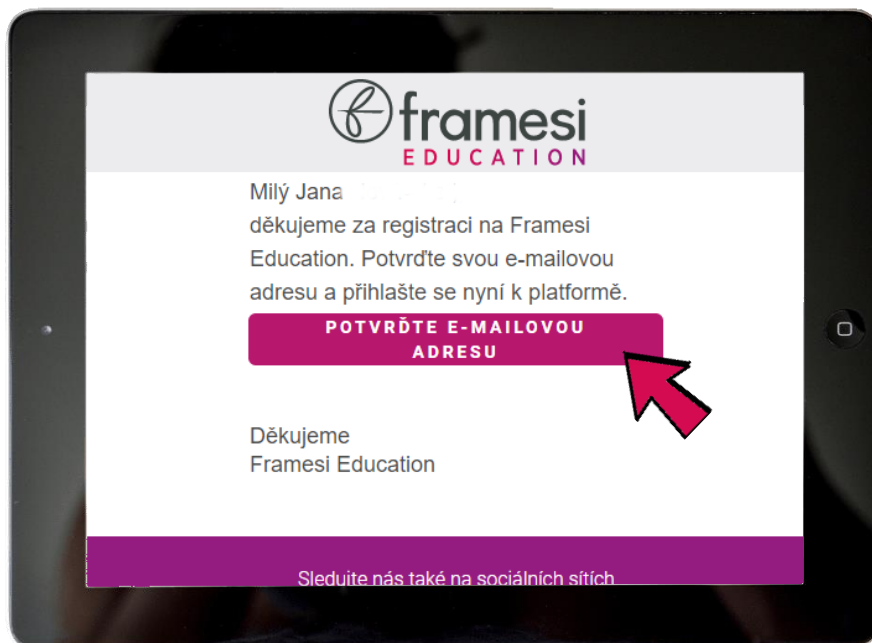 framesi
EDUCATION
Milý Jana
děkujeme za registraci na Framesi
Education. Potvrďte svou e-mailovou
adresu a přihlašte se nyní k platformě.
POTVRĎTE E-MAILOVOU
ADRESU
Děkujeme
Framesi Education
Sledujte nás také na sociálních sítích